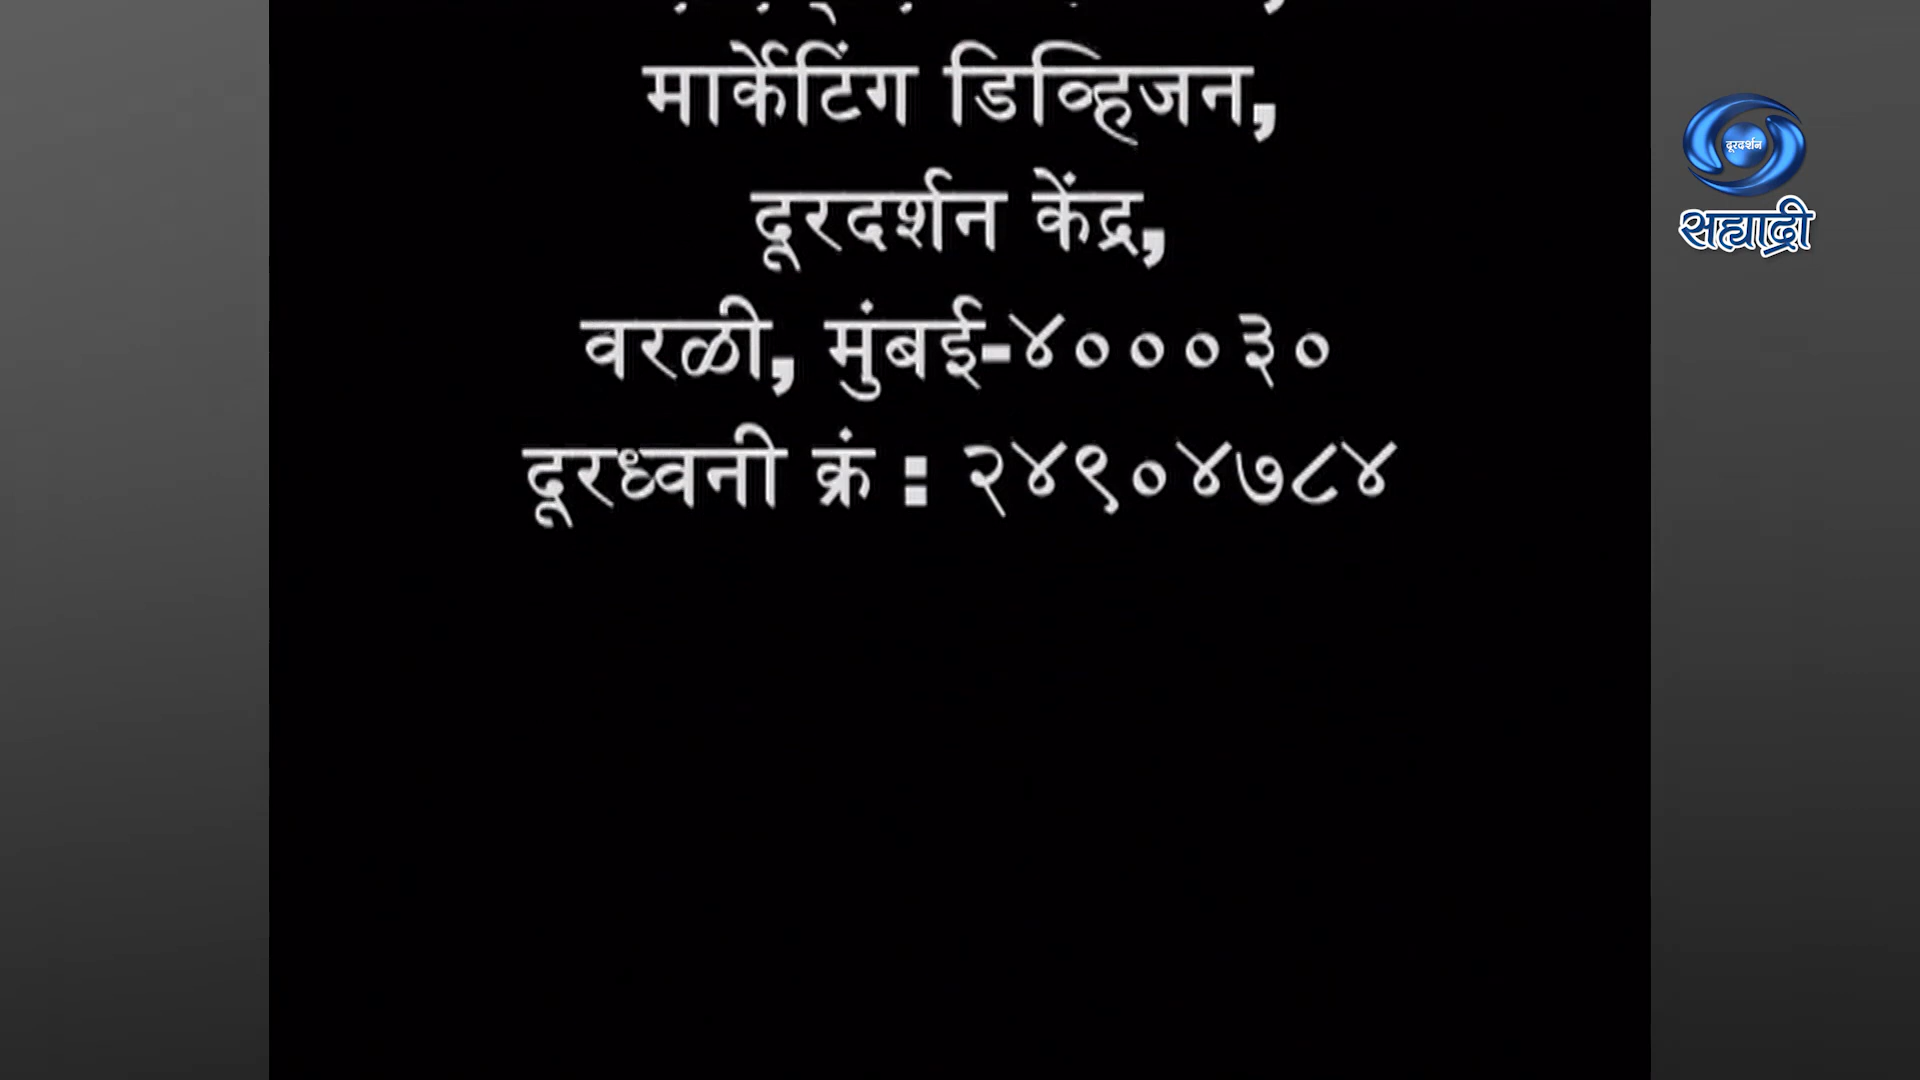 मार्केटिंग डिव्हिजन,
दूरदर्शन केंद्र,
वरळी, मुंबई-४०००३०
दूरध्वनी क्रं : २४९०४७८४
दूरदर्शन
सह्याद्री